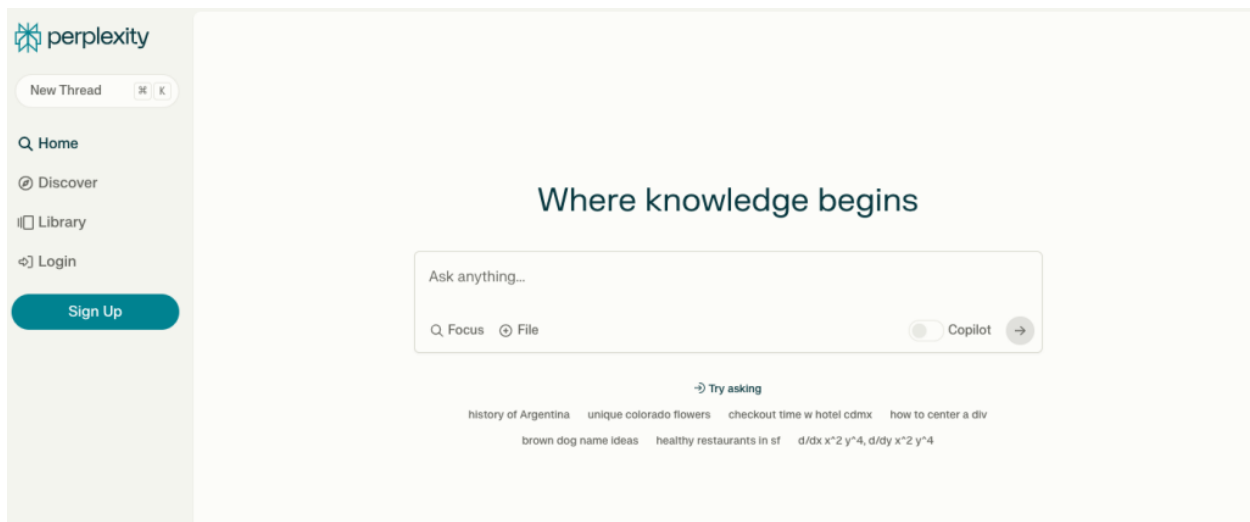 perplexity
New Thread ⌘ K
Home
Discover
Library
Login
Sign Up
Where knowledge begins
Ask anything...
Focus File Copilot
Try asking
history of Argentina unique colorado flowers checkout time w hotel cdmx how to center a div
brown dog name ideas healthy restaurants in sf d/dx x^2 y^4, d/dy x^2 y^4